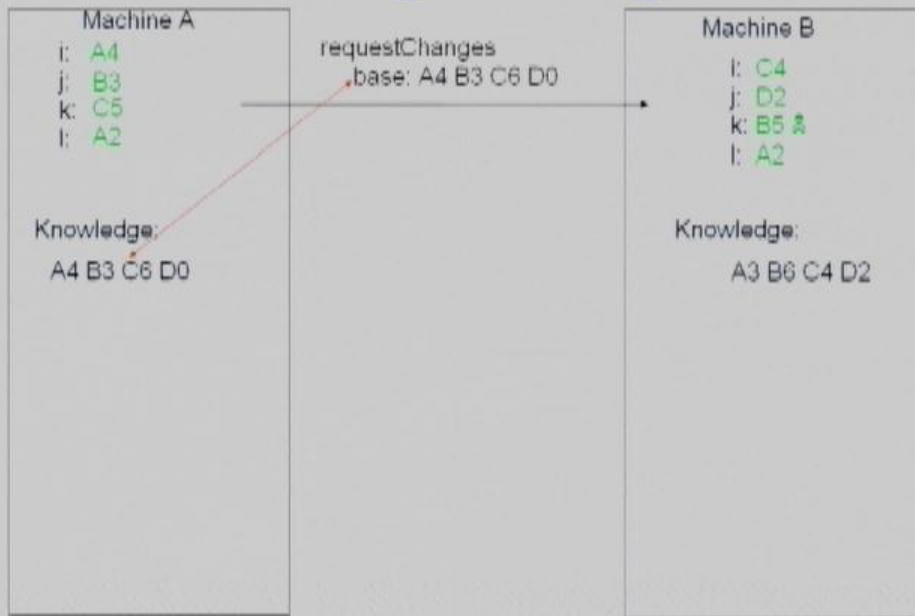 Machine A
i: A4
j: B3
k: C5
l: A2
Knowledge:
A4 B3 C6 D0
requestChanges
base: A4 B3 C6 D0
Machine B
i: C4
j: D2
k: B5
l: A2
Knowledge:
A3 B6 C4 D2